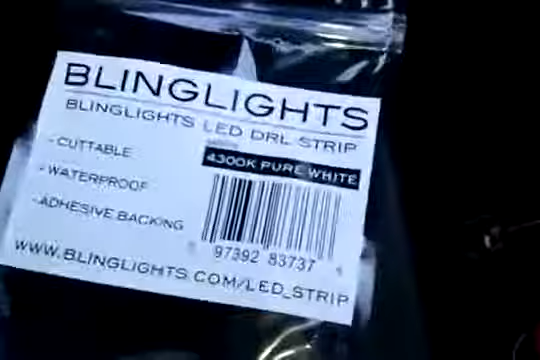 BLINGLIGHTS
BLINGLIGHTS LED DRL STRIP
- CUTTABLE
- WATERPROOF
- ADHESIVE BACKING
4300K PURE WHITE
97392 83737
WWW.BLINGLIGHTS.COM/LED_STRIP